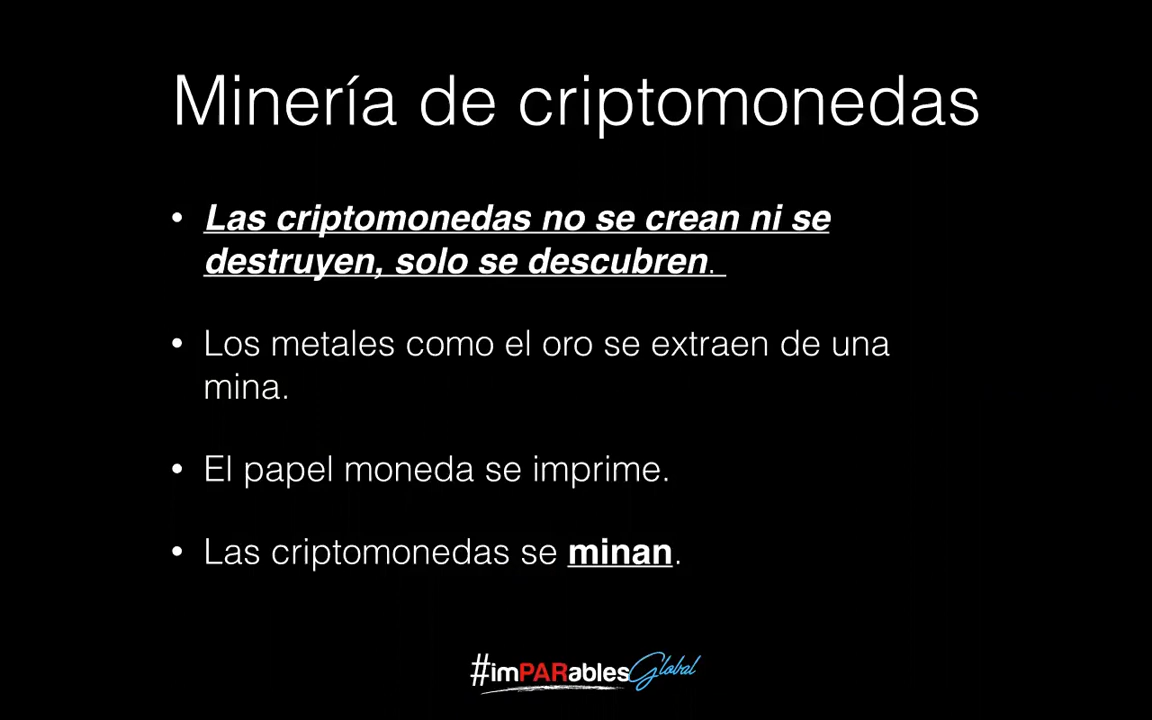 Minería de criptomonedas
• Las criptomonedas no se crean ni se
destruyen, solo se descubren.
• Los metales como el oro se extraen de una
mina.
• El papel moneda se imprime.
• Las criptomonedas se minan.
#imPARables Global